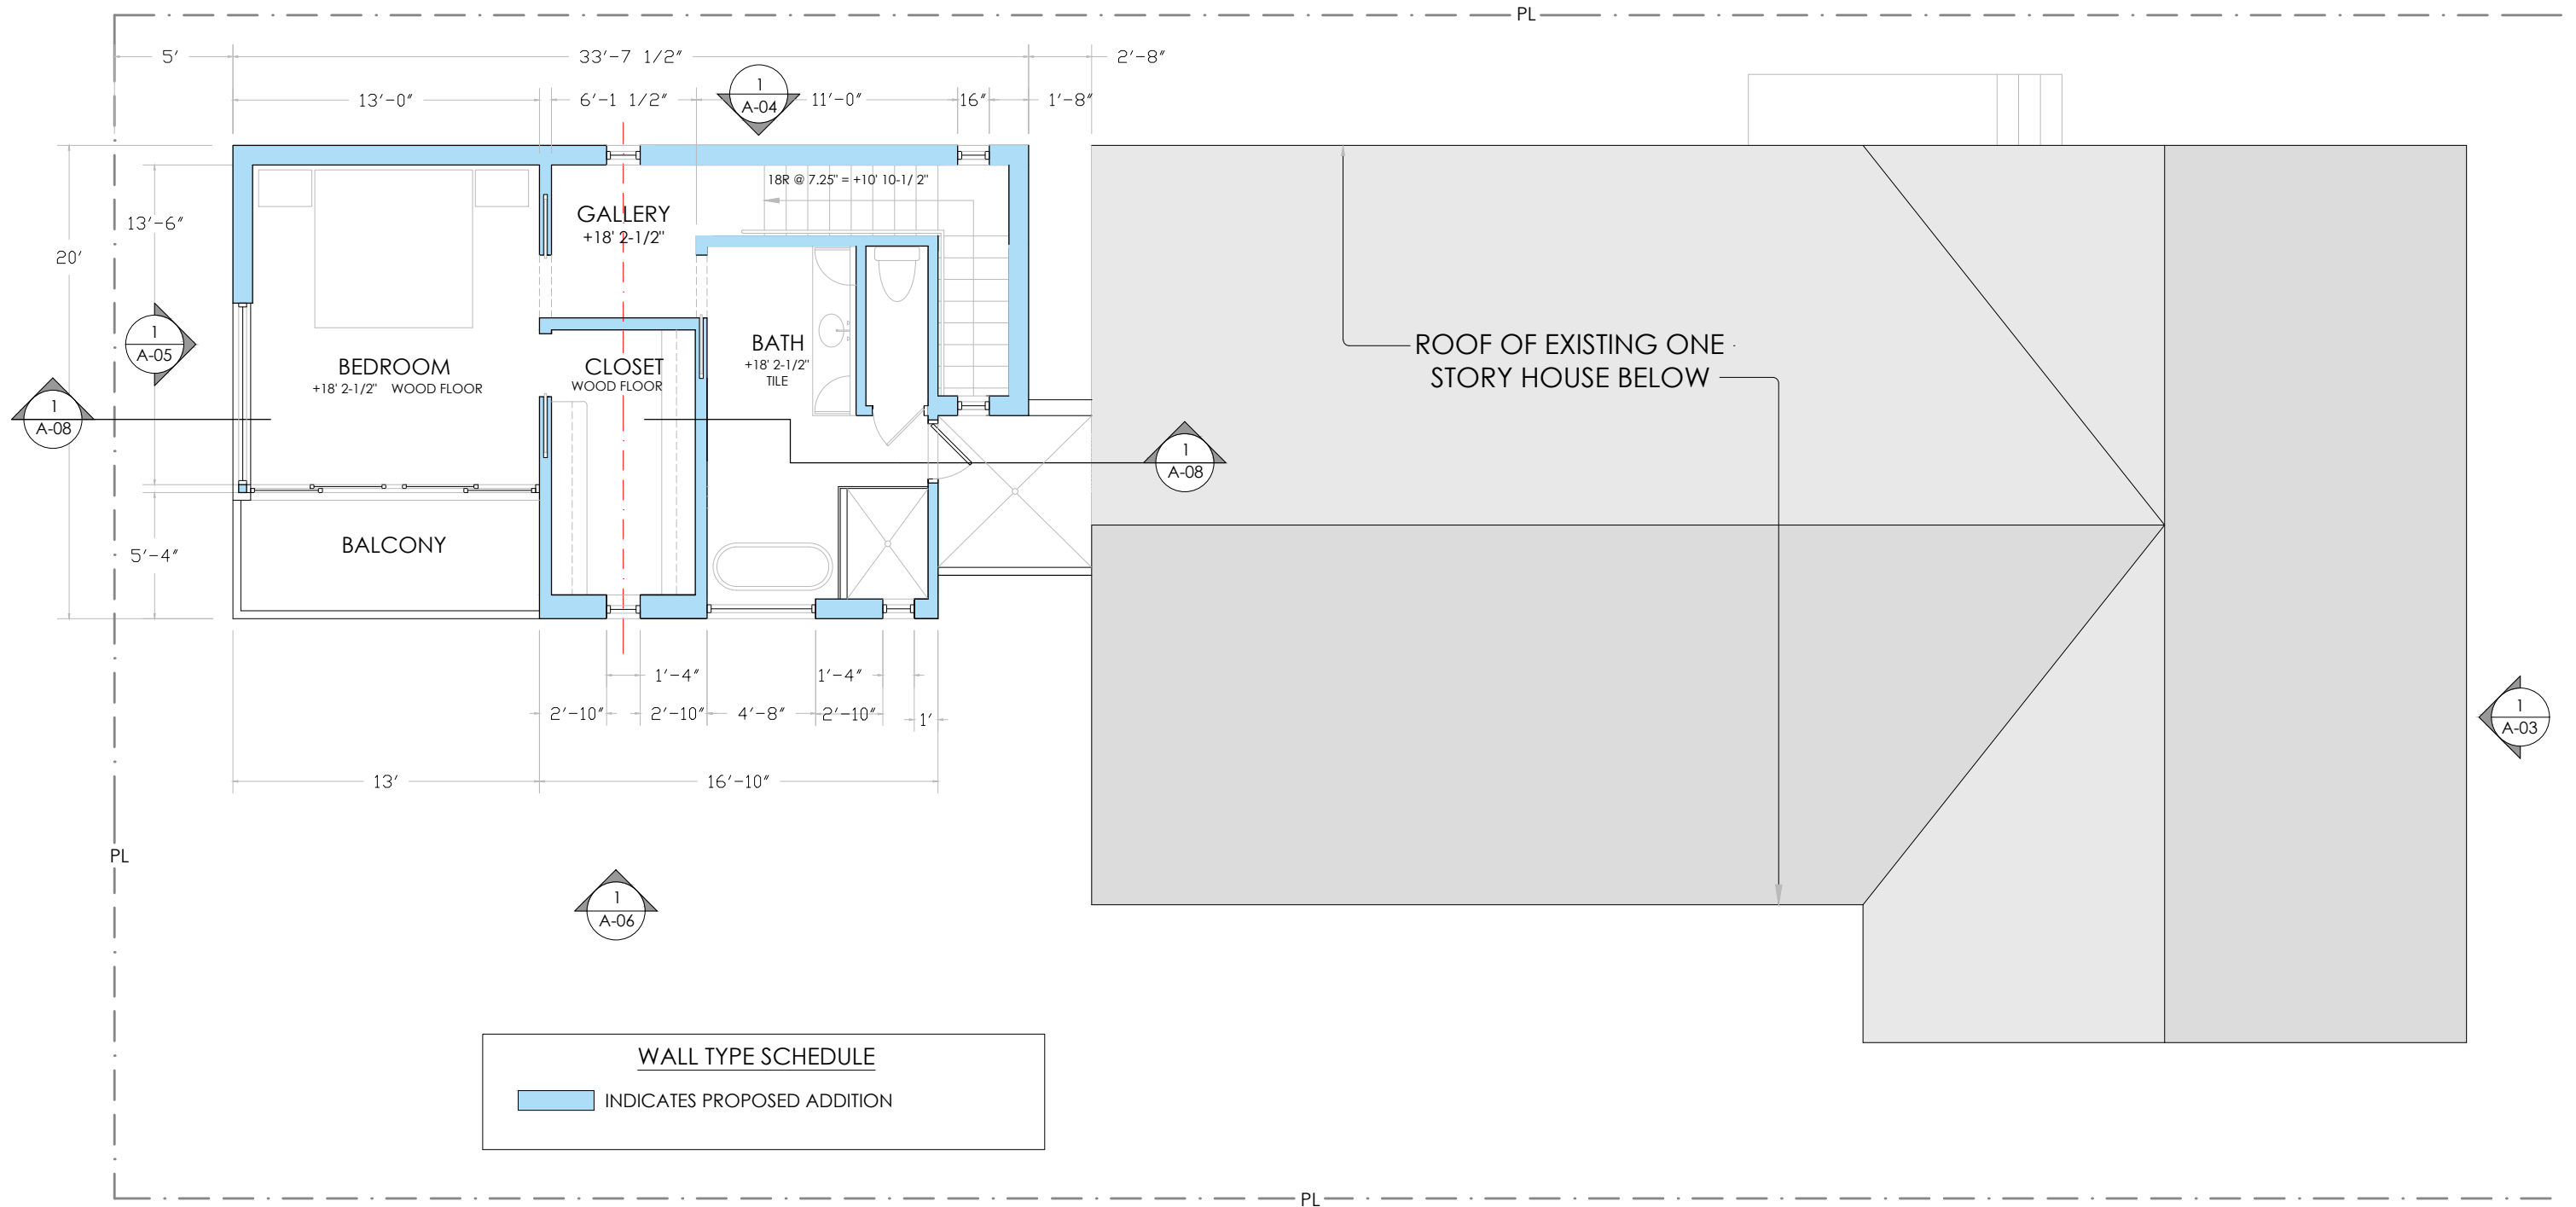 PL
5'
33'-7 1/2"
2'-8"
13'-0"
6'-1 1/2"
1
A-04
11'-0"
16"
1'-8"
18R @ 7.25" = +10' 10-1/ 2"
GALLERY
+18' 2-1/2"
13'-6"
20'
1
A-05
BEDROOM
+18' 2-1/2" WOOD FLOOR
CLOSET
WOOD FLOOR
BATH
+18' 2-1/2"
TILE
ROOF OF EXISTING ONE
STORY HOUSE BELOW
1
A-08
1
A-08
BALCONY
5'-4"
1'-4"
1'-4"
2'-10"
2'-10"
4'-8"
2'-10"
1'
1
A-03
13'
16'-10"
PL
1
A-06
WALL TYPE SCHEDULE
INDICATES PROPOSED ADDITION
PL